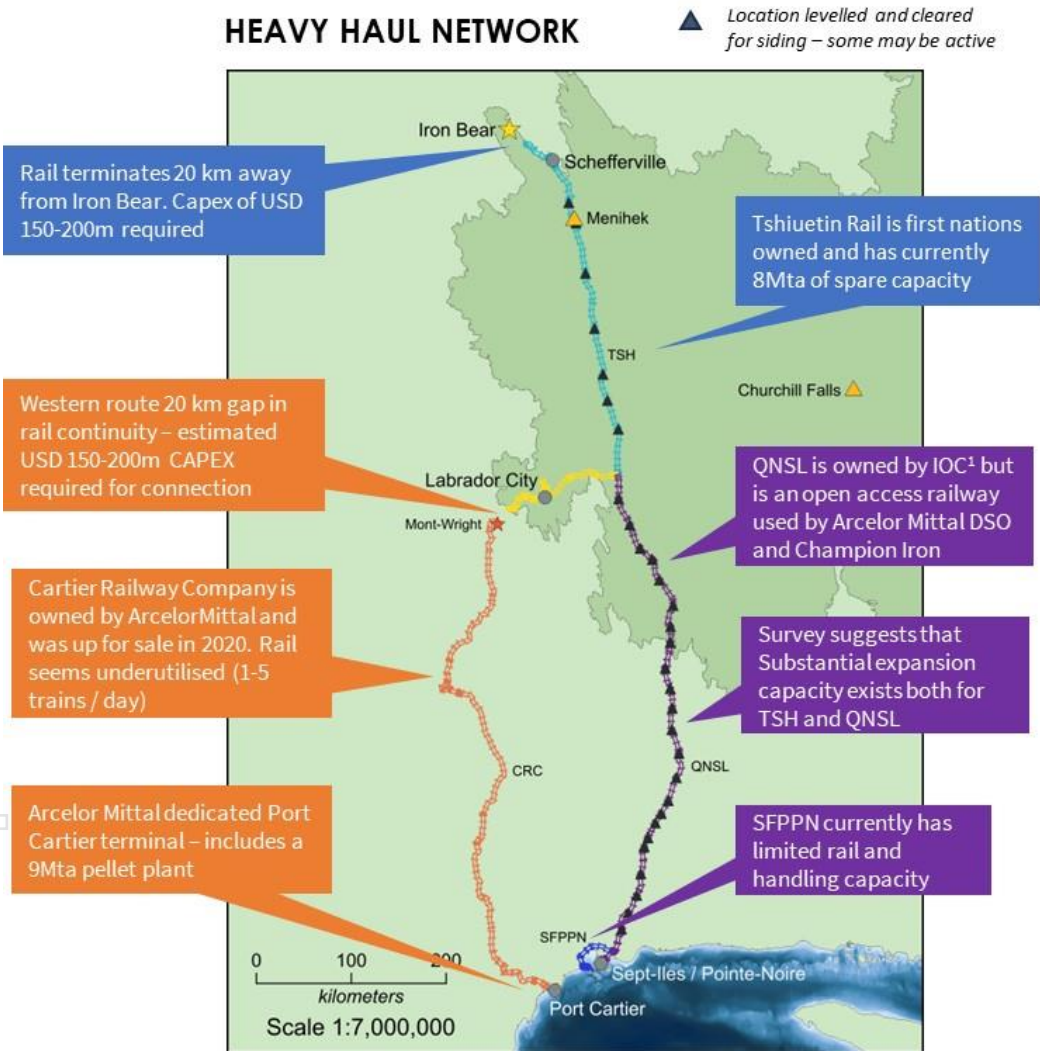 HEAVY HAUL NETWORK
Location levelled and cleared
for siding – some may be active
Iron Bear
Schefferville
Rail terminates 20 km away
from Iron Bear. Capex of USD
150-200m required
Menihek
Tshiuetin Rail is first nations
owned and has currently
8Mta of spare capacity
TSH
Churchill Falls
Western route 20 km gap in
rail continuity – estimated
USD 150-200m CAPEX
required for connection
Labrador City
Mont-Wright
QNSL is owned by IOC¹ but
is an open access railway
used by Arcelor Mittal DSO
and Champion Iron
Cartier Railway Company is
owned by ArcelorMittal and
was up for sale in 2020. Rail
seems underutilised (1-5
trains / day)
Survey suggests that
Substantial expansion
capacity exists both for
TSH and QNSL
CRC
QNSL
Arcelor Mittal dedicated Port
Cartier terminal – includes a
9Mta pellet plant
SFPPN currently has
limited rail and
handling capacity
SFPPN
0 100 200
kilometers
Scale 1:7,000,000
Sept-Iles / Pointe-Noire
Port Cartier